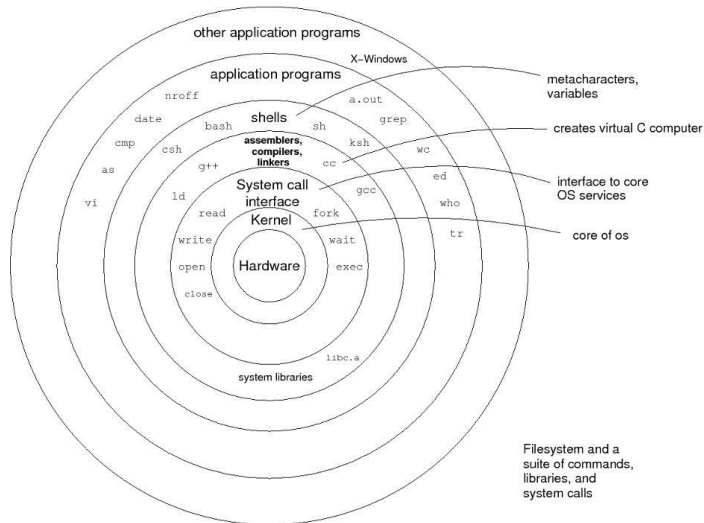 other application programs
X-Windows
application programs
metacharacters,
variables
nroff
a.out
date
shells
grep
bash
sh
creates virtual C computer
cmp
csh
assemblers,
compilers,
linkers
ksh
wc
as
g++
cc
ed
System call
interface
gcc
interface to core
OS services
vi
ld
who
read
Kernel
fork
tr
core of os
write
wait
open
Hardware
exec
close
libc.a
system libraries
Filesystem and a
suite of commands,
libraries, and
system calls